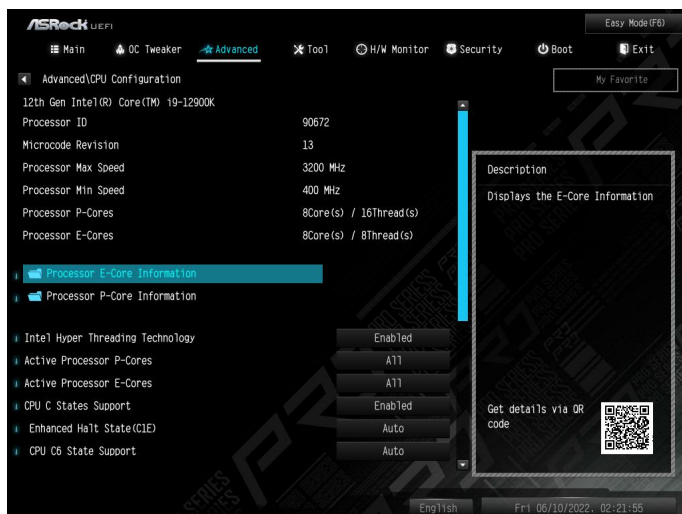 ASRock UEFI
Easy Mode(F6)
Main OC Tweaker Advanced Tool H/W Monitor Security Boot Exit
Advanced\CPU Configuration
My Favorite
12th Gen Intel(R) Core(TM) i9-12900K
Processor ID 90672
Microcode Revision 13
Processor Max Speed 3200 MHz
Processor Min Speed 400 MHz
Processor P-Cores 8Core(s) / 16Thread(s)
Processor E-Cores 8Core(s) / 8Thread(s)
Processor E-Core Information
Processor P-Core Information
Intel Hyper Threading Technology Enabled
Active Processor P-Cores All
Active Processor E-Cores All
CPU C States Support Enabled
Enhanced Halt State(C1E) Auto
CPU C6 State Support Auto
Description
Displays the E-Core Information
Get details via QR
code
English
Fri 06/10/2022. 02:21:55